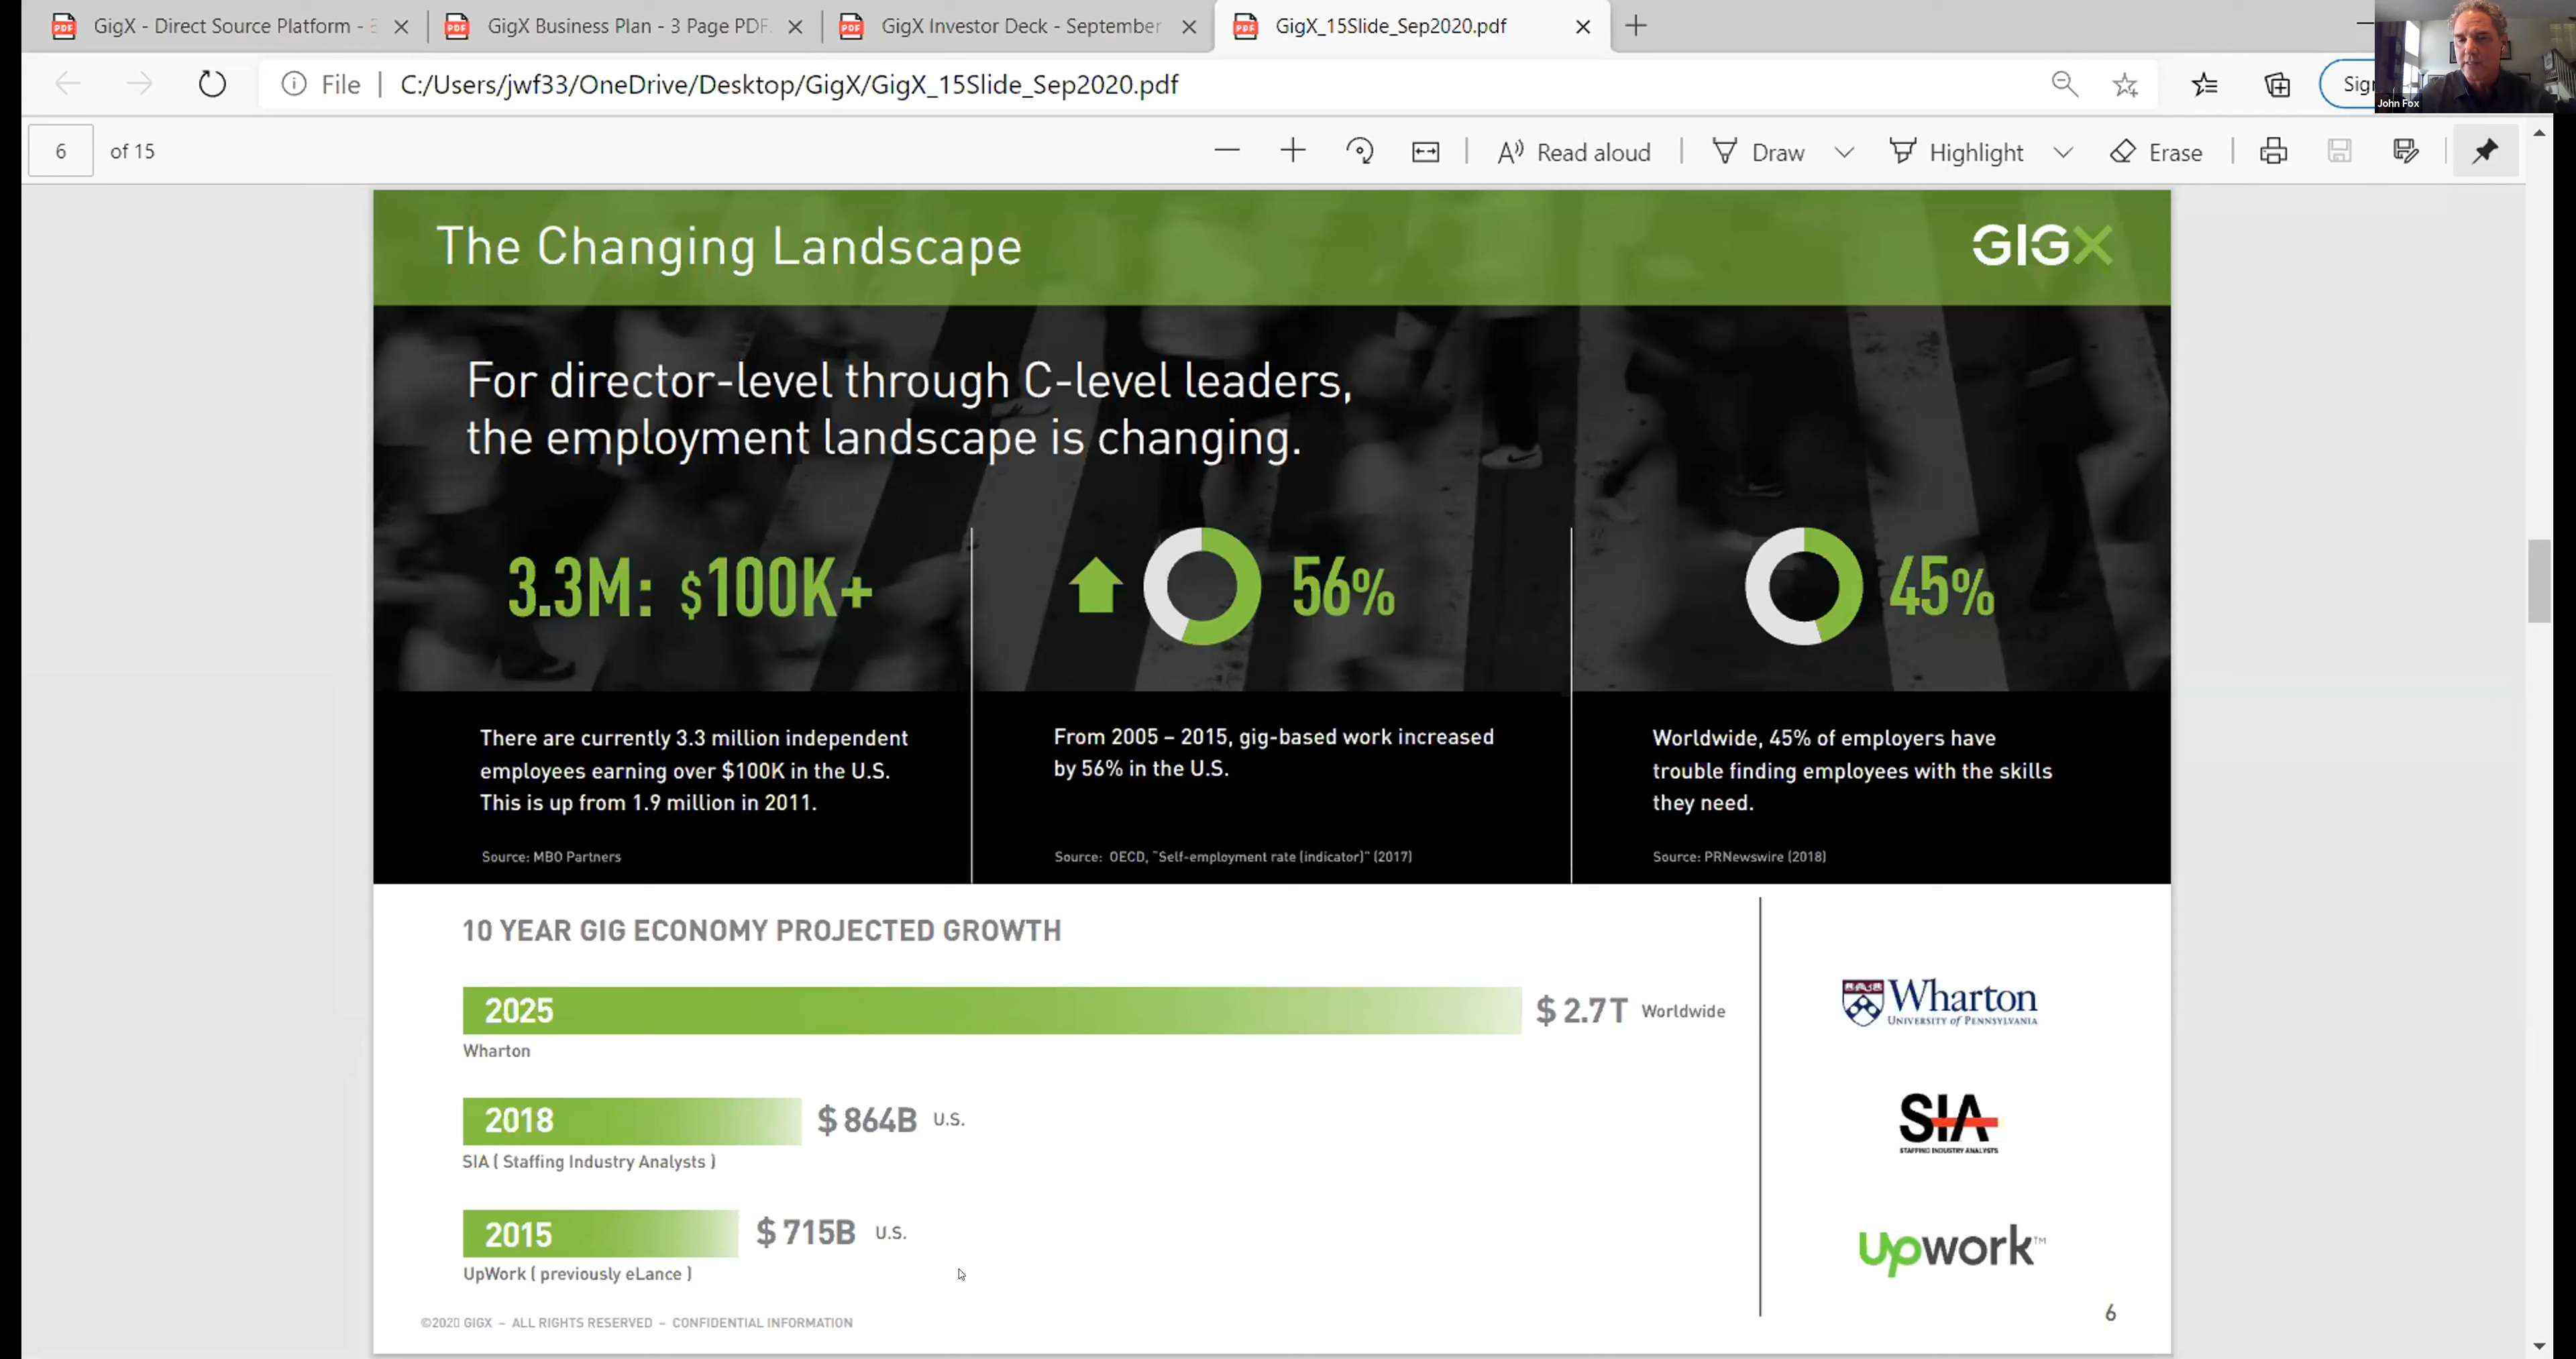 GigX - Direct Source Platform -
GigX Business Plan - 3 Page PDF
GigX Investor Deck - September
GigX_15Slide_Sep2020.pdf
File
C:/Users/jwf33/OneDrive/Desktop/GigX/GigX_15Slide_Sep2020.pdf
John Fox
6 of 15
Read aloud
Draw
Highlight
Erase
The Changing Landscape
GIGX
For director-level through C-level leaders,
the employment landscape is changing.
3.3M: $100K+
There are currently 3.3 million independent
employees earning over $100K in the U.S.
This is up from 1.9 million in 2011.
Source: MBO Partners
56%
From 2005 – 2015, gig-based work increased
by 56% in the U.S.
Source: OECD, "Self-employment rate (indicator)" (2017)
45%
Worldwide, 45% of employers have
trouble finding employees with the skills
they need.
Source: PRNewswire (2018)
10 YEAR GIG ECONOMY PROJECTED GROWTH
2025 $ 2.7T Worldwide
Wharton
2018 $ 864B U.S.
SIA ( Staffing Industry Analysts )
2015 $ 715B U.S.
UpWork ( previously eLance )
Wharton
UNIVERSITY of PENNSYLVANIA
SIA
STAFFING INDUSTRY ANALYSTS
upwork™
©2020 GIGX – ALL RIGHTS RESERVED – CONFIDENTIAL INFORMATION
6